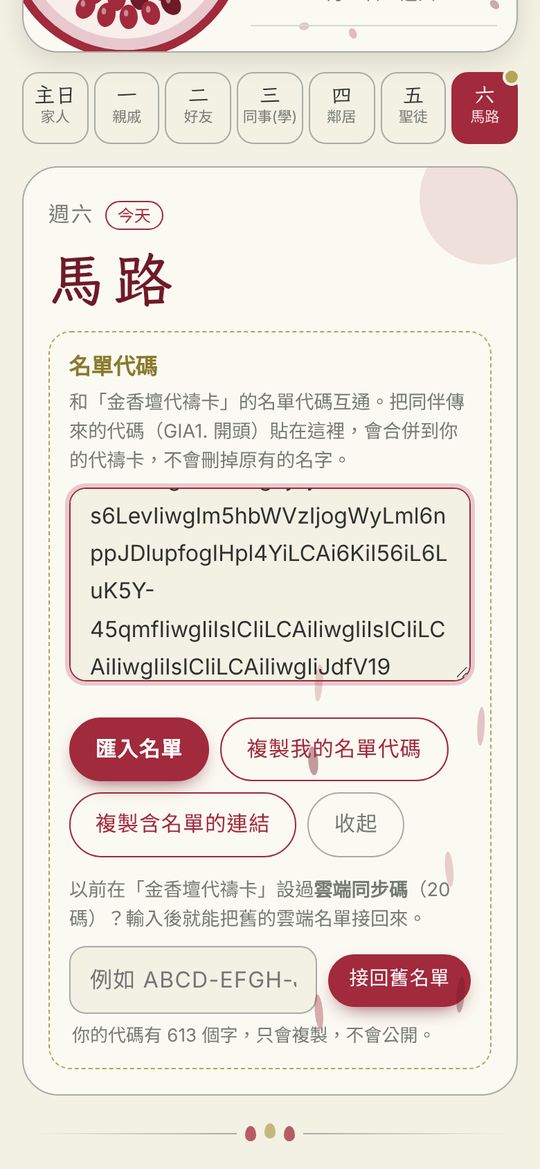 主日 一 二 三 四 五 六
家人 親戚 好友 同事(學) 鄰居 聖徒 馬路
週六 今天
馬路
名單代碼
和「金香壇代禱卡」的名單代碼互通。把同伴傳
來的代碼（GIA1. 開頭）貼在這裡，會合併到你
的代禱卡，不會刪掉原有的名字。
s6LevIiwgIm5hbWVzIjogWyLml6n
ppJDlupfogIHpl4YiLCAi6KiI56iL6L
uK5Y-
45qmfIiwgIiIsICIiLCAiIiwgIiIsICIiLC
AiIiwgIiIsICIiLCAiIiwgIiJdfV19
匯入名單 複製我的名單代碼
複製含名單的連結 收起
以前在「金香壇代禱卡」設過雲端同步碼（20
碼）？輸入後就能把舊的雲端名單接回來。
例如 ABCD-EFGH-
接回舊名單
你的代碼有 613 個字，只會複製，不會公開。